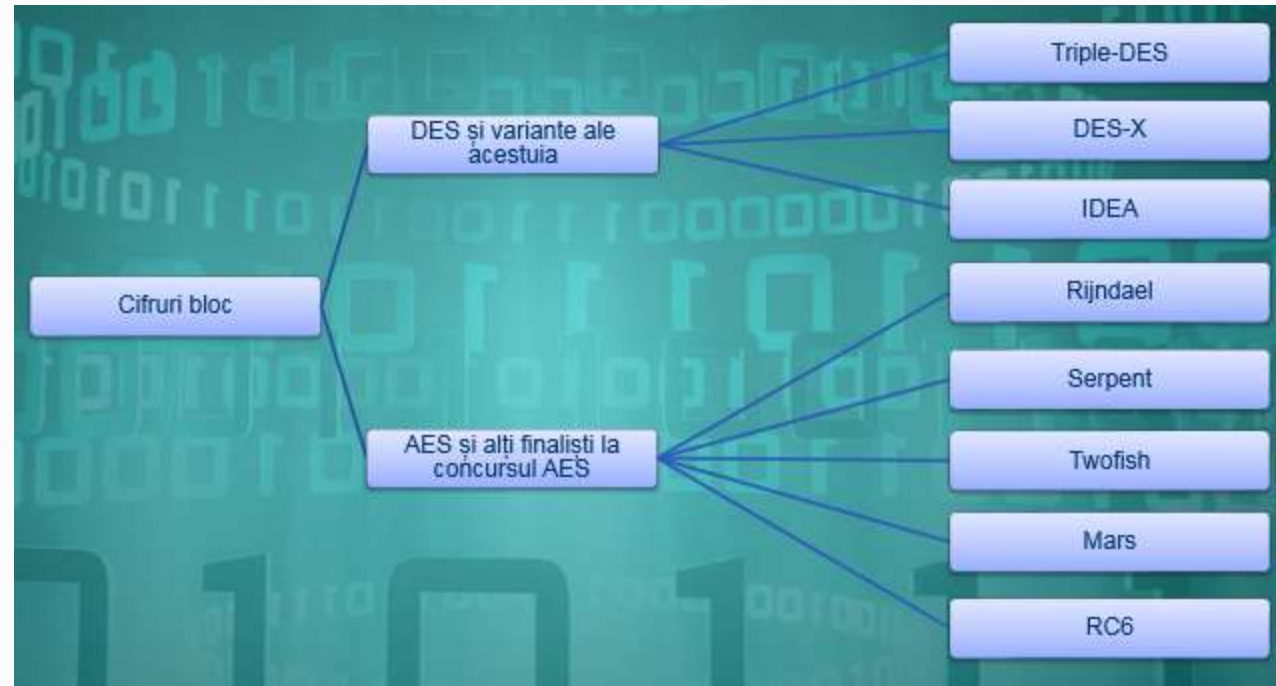 Cifruri bloc
DES și variante ale
acestuia
Triple-DES
DES-X
IDEA
AES și alți finaliști la
concursul AES
Rijndael
Serpent
Twofish
Mars
RC6